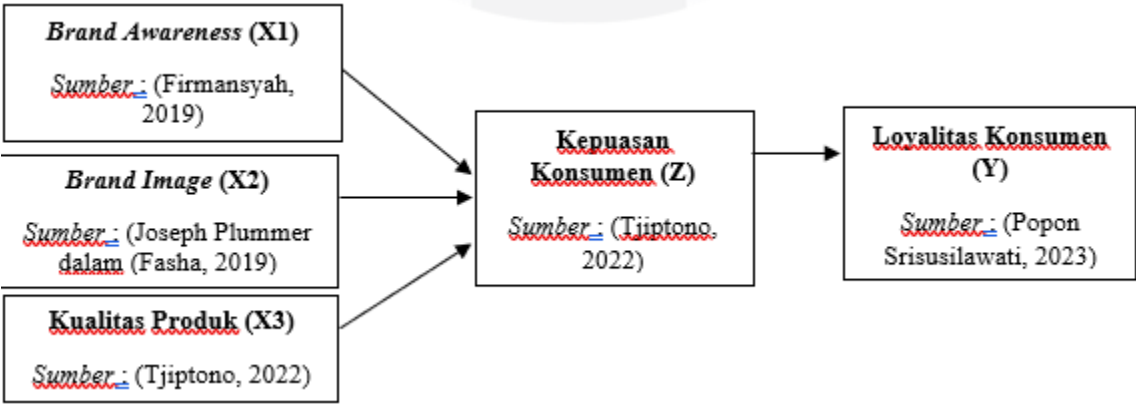 Brand Awareness (X1)
Sumber : (Firmansyah,
2019)
Brand Image (X2)
Sumber : (Joseph Plummer
dalam (Fasha, 2019)
Kualitas Produk (X3)
Sumber : (Tjiptono, 2022)
Kepuasan
Konsumen (Z)
Sumber : (Tjiptono,
2022)
Loyalitas Konsumen
(Y)
Sumber : (Popon
Srisusilawati, 2023)